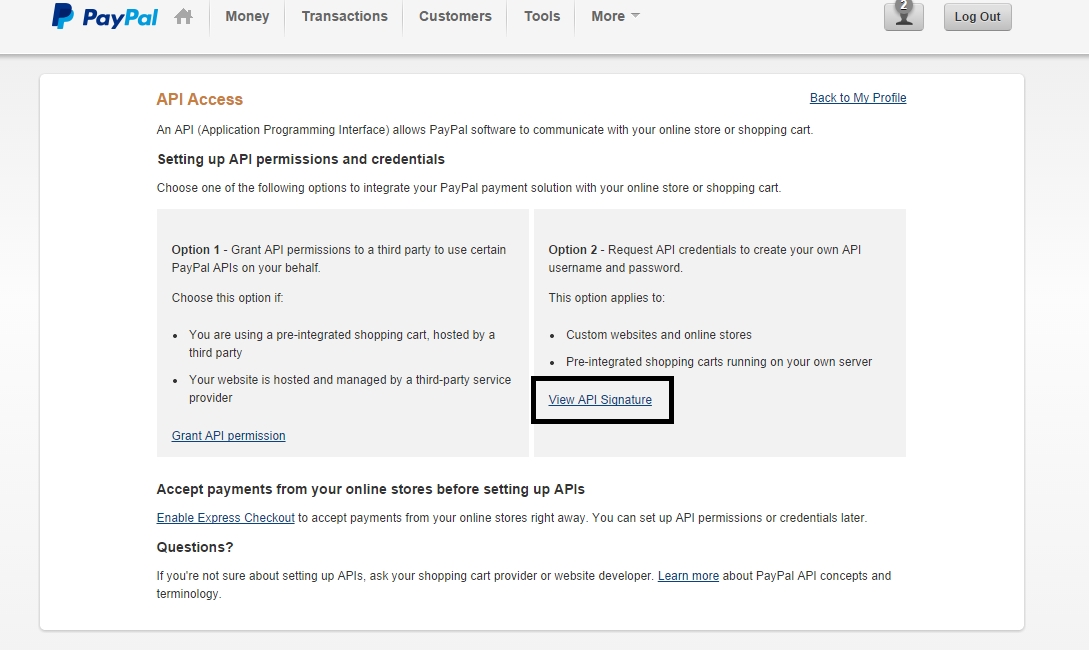 PayPal Money Transactions Customers Tools More 2 Log Out
API Access Back to My Profile
An API (Application Programming Interface) allows PayPal software to communicate with your online store or shopping cart.
Setting up API permissions and credentials
Choose one of the following options to integrate your PayPal payment solution with your online store or shopping cart.
Option 1 - Grant API permissions to a third party to use certain
PayPal APIs on your behalf.
Choose this option if:
• You are using a pre-integrated shopping cart, hosted by a
third party
• Your website is hosted and managed by a third-party service
provider
Grant API permission
Option 2 - Request API credentials to create your own API
username and password.
This option applies to:
• Custom websites and online stores
• Pre-integrated shopping carts running on your own server
View API Signature
Accept payments from your online stores before setting up APIs
Enable Express Checkout to accept payments from your online stores right away. You can set up API permissions or credentials later.
Questions?
If you're not sure about setting up APIs, ask your shopping cart provider or website developer. Learn more about PayPal API concepts and
terminology.